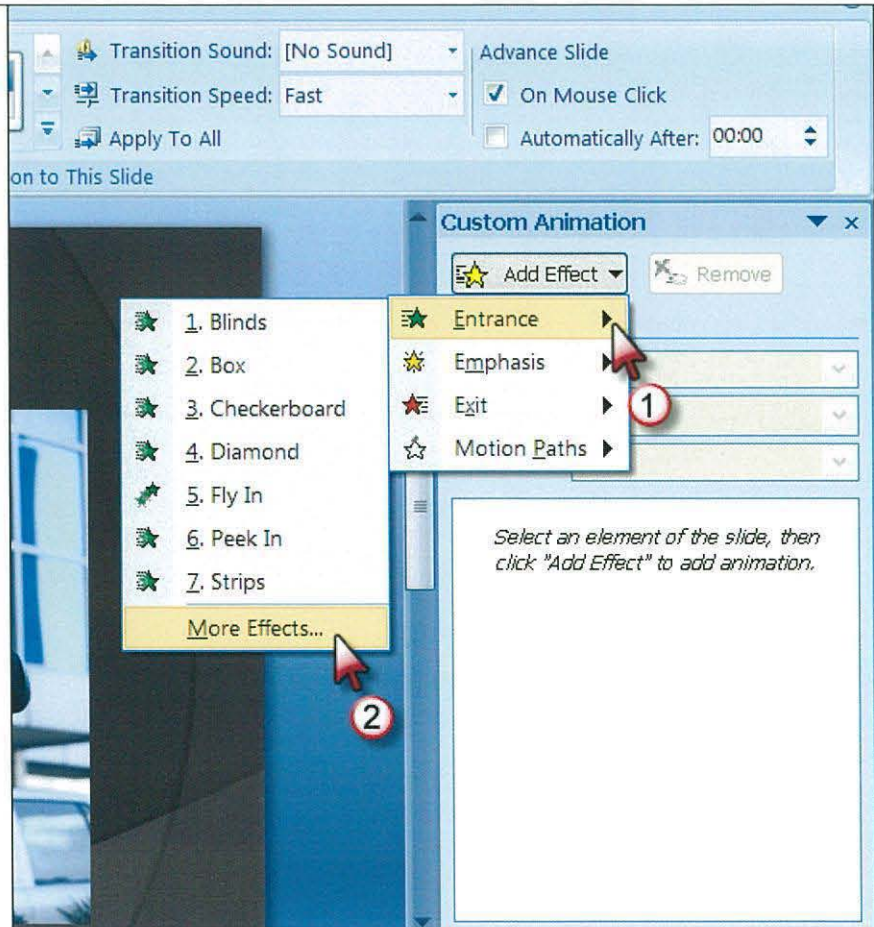 Transition Sound: [No Sound]
Advance Slide
Transition Speed: Fast
On Mouse Click
Apply To All
Automatically After: 00:00
on to This Slide
Custom Animation
Add Effect
Remove
Entrance
Emphasis
Exit
Motion Paths
1. Blinds
2. Box
3. Checkerboard
4. Diamond
5. Fly In
6. Peek In
7. Strips
More Effects...
1
2
Select an element of the slide, then
click "Add Effect" to add animation.